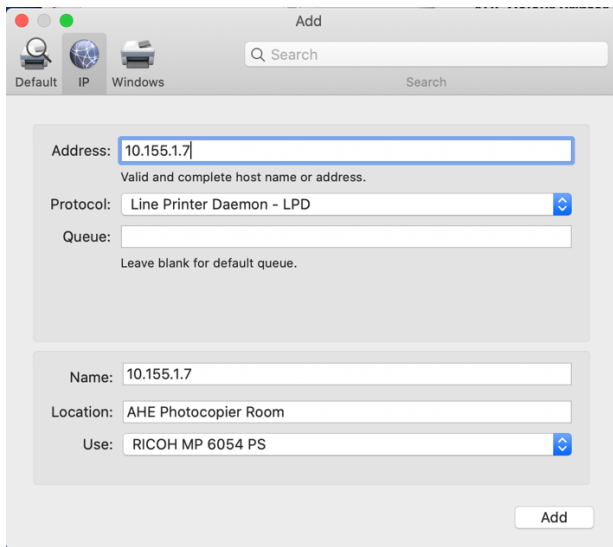 Add
Search
Default IP Windows Search
Address: 10.155.1.7
Valid and complete host name or address.
Protocol: Line Printer Daemon - LPD
Queue:
Leave blank for default queue.
Name: 10.155.1.7
Location: AHE Photocopier Room
Use: RICOH MP 6054 PS
Add